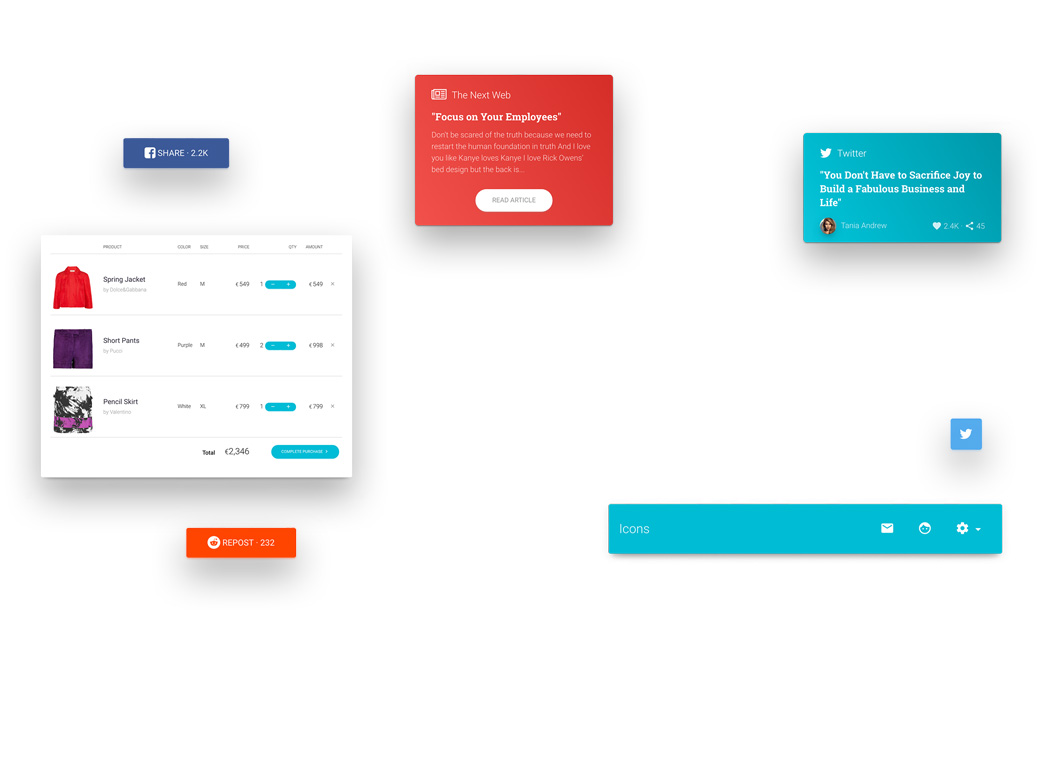 The Next Web
"Focus on Your Employees"
Don't be scared of the truth because we need to
restart the human foundation in truth And I love
you like Kanye loves Kanye I love Rick Owens'
bed design but the back is...
READ ARTICLE
SHARE · 2.2K
Twitter
"You Don't Have to Sacrifice Joy to
Build a Fabulous Business and
Life"
Tania Andrew 2.4K · 45
PRODUCT COLOR SIZE PRICE QTY AMOUNT
Spring Jacket
by Dolce&Gabbana
Red M €549 1 − + €549 ×
Short Pants
by Pucci
Purple M €499 2 − + €998 ×
Pencil Skirt
by Valentino
White XL €799 1 − + €799 ×
Total €2,346 COMPLETE PURCHASE >
Icons
REPOST · 232